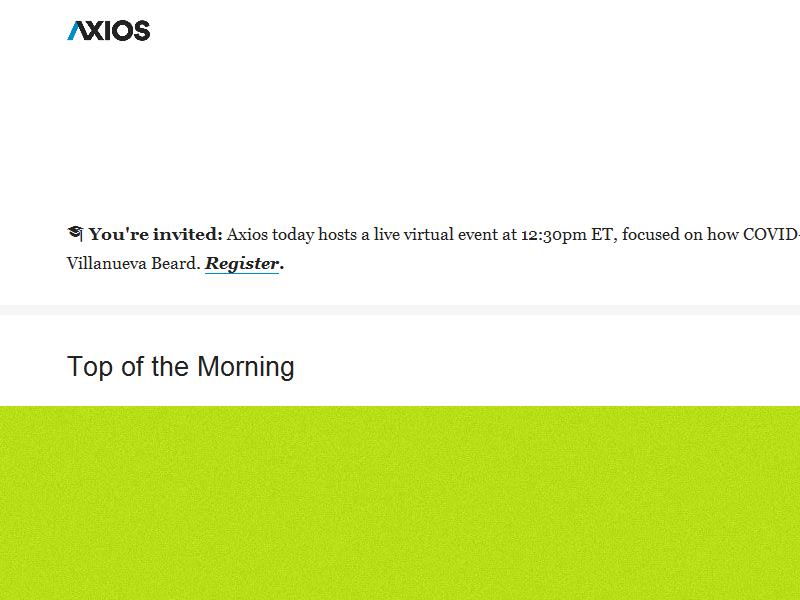 AXIOS
You're invited: Axios today hosts a live virtual event at 12:30pm ET, focused on how COVID-
Villanueva Beard. Register.
Top of the Morning